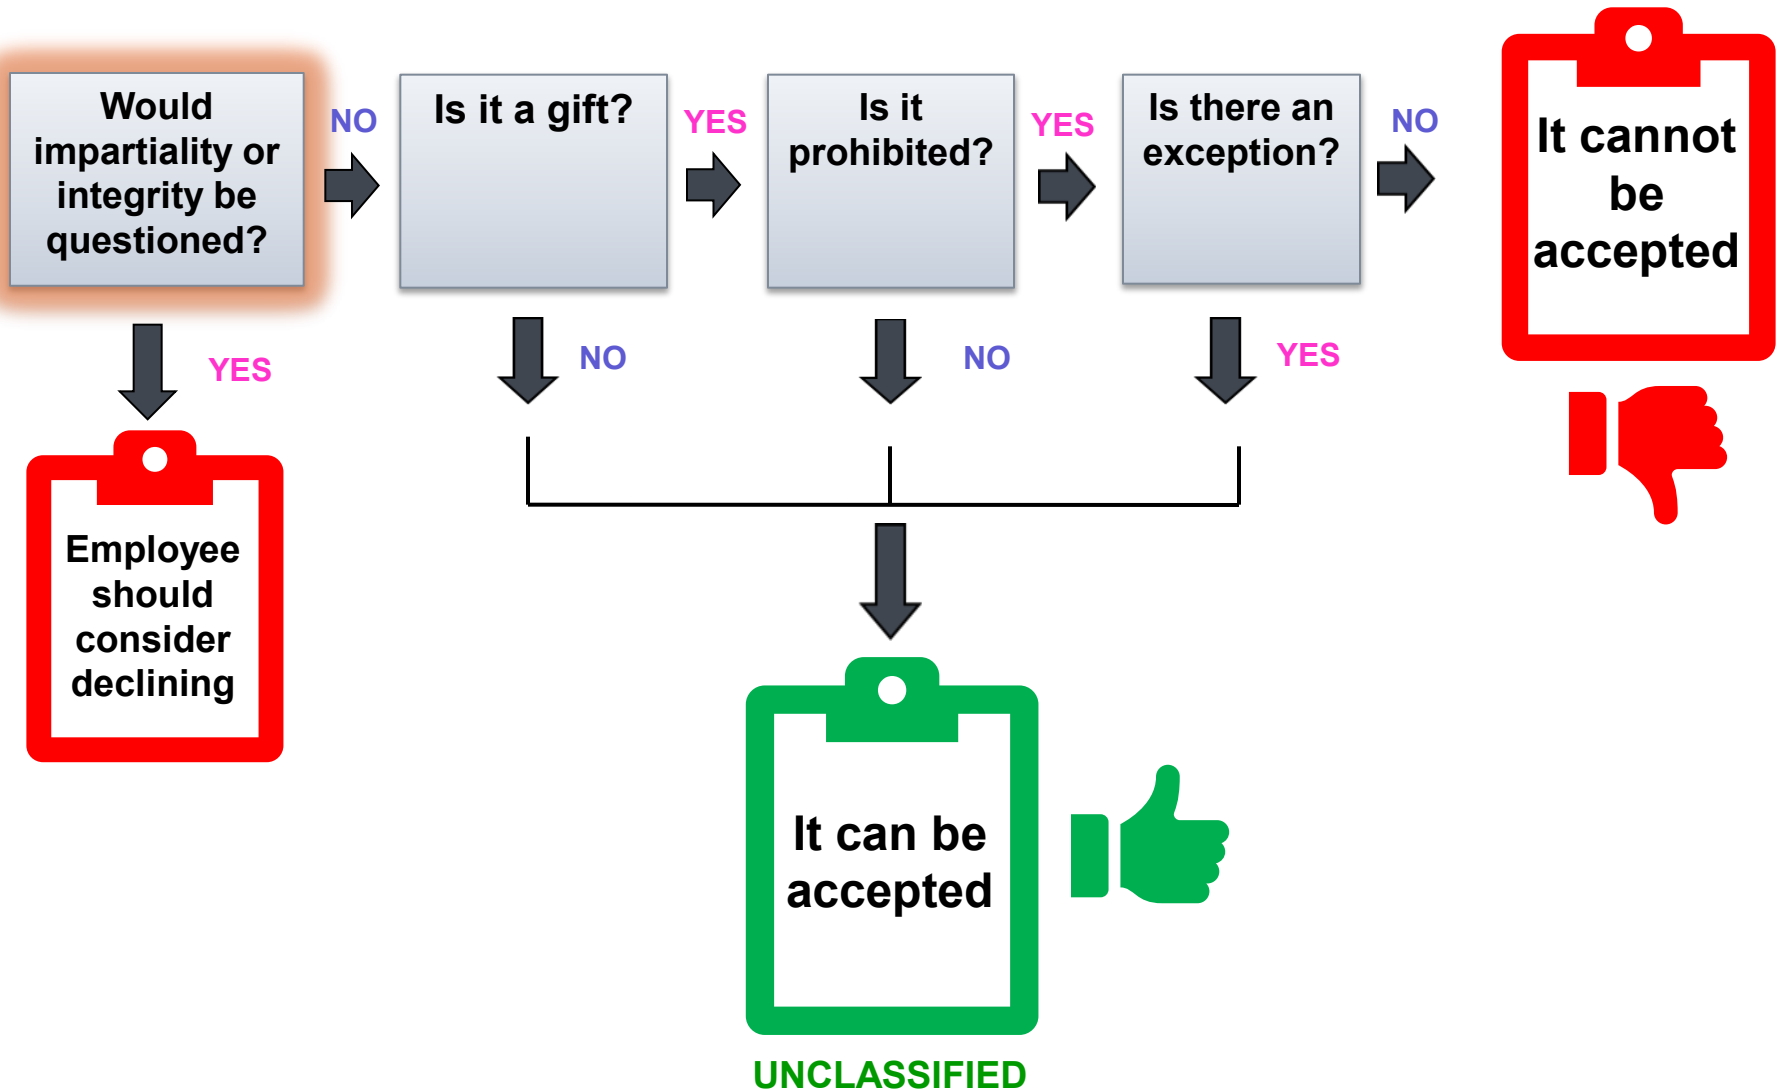 Would
impartiality or
integrity be
questioned?
NO
Is it a gift?
YES
Is it
prohibited?
YES
Is there an
exception?
NO
It cannot
be
accepted
YES
NO
NO
YES
Employee
should
consider
declining
It can be
accepted
UNCLASSIFIED